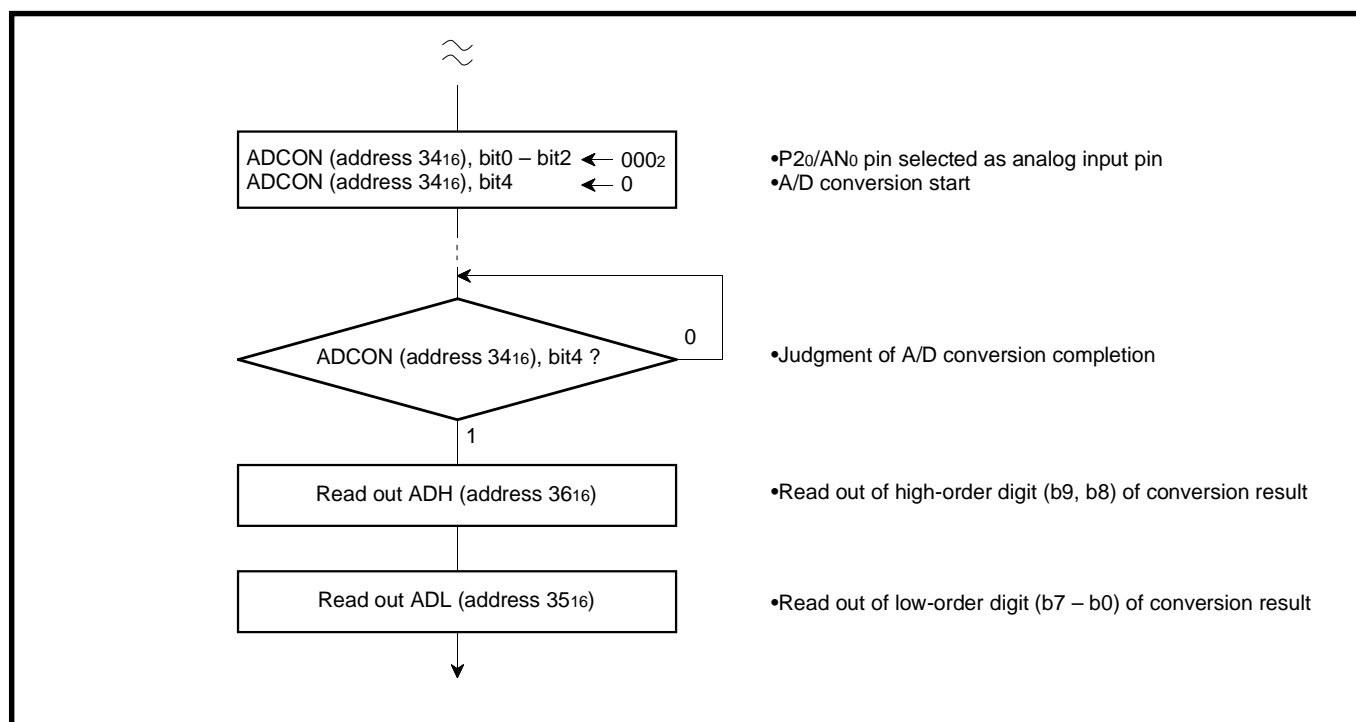 ADCON (address 34₁₆), bit0 – bit2 ← 000₂
ADCON (address 34₁₆), bit4 ← 0
•P2₀/AN₀ pin selected as analog input pin
•A/D conversion start
0
ADCON (address 34₁₆), bit4 ?
•Judgment of A/D conversion completion
1
Read out ADH (address 36₁₆)
•Read out of high-order digit (b9, b8) of conversion result
Read out ADL (address 35₁₆)
•Read out of low-order digit (b7 – b0) of conversion result